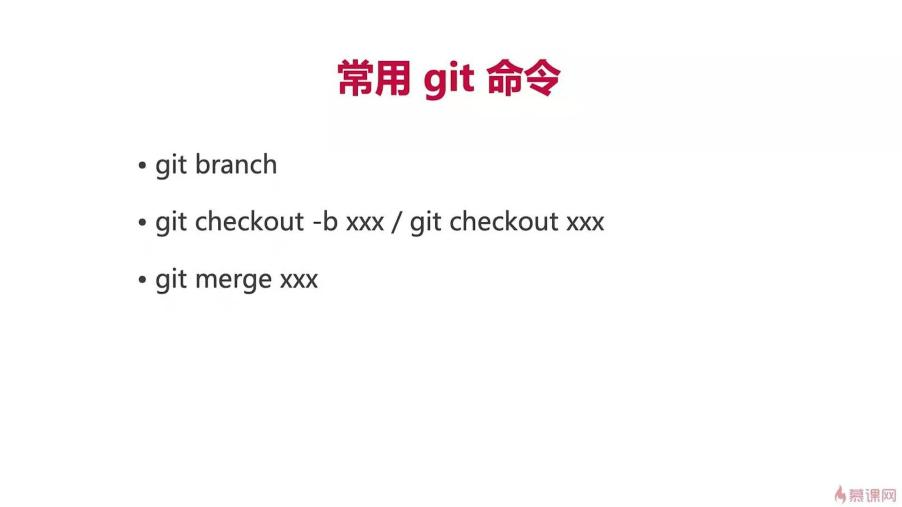 常用 git 命令
• git branch
• git checkout -b xxx / git checkout xxx
• git merge xxx
慕课网